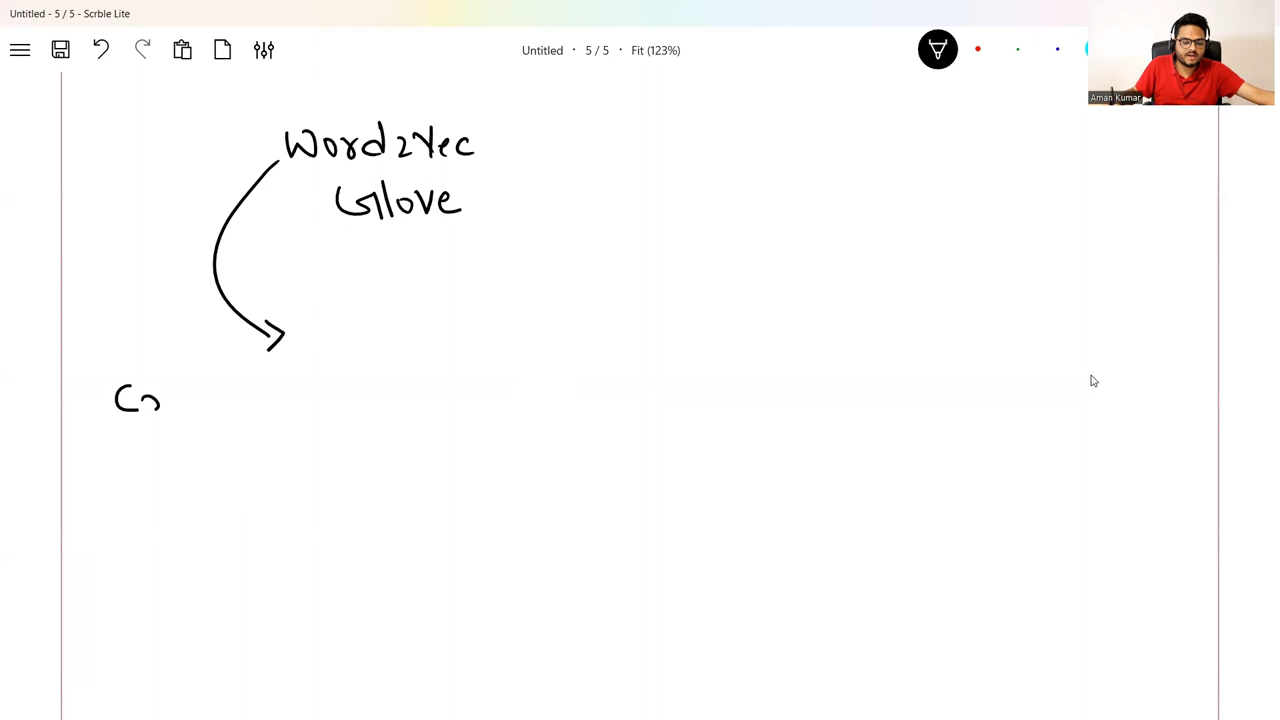 Untitled - 5 / 5 - Scrble Lite
Untitled · 5 / 5 · Fit (123%)
Aman Kumar
Word2Vec
Glove